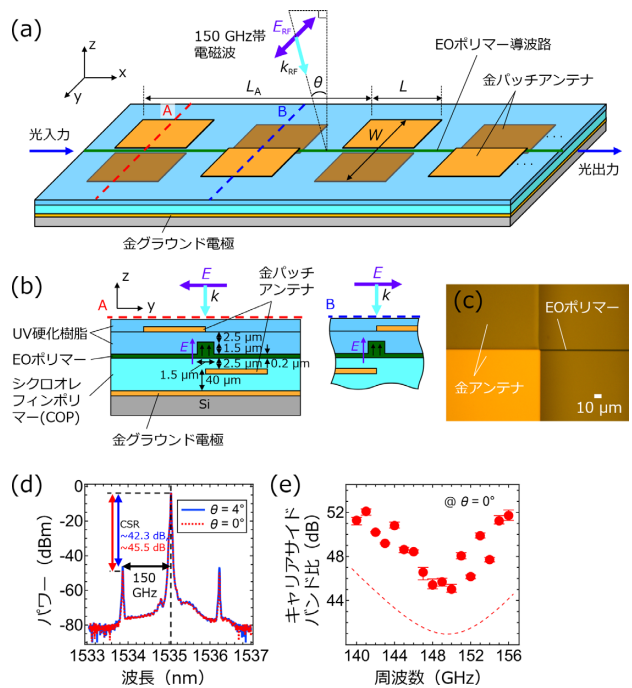 (a)
150 GHz帯
電磁波
E_RF
k_RF
θ
EOポリマー導波路
金パッチアンテナ
z
x
y
L_A
L
A
B
W
光入力
光出力
金グラウンド電極
(b)
z
y
A
E
k
金パッチ
アンテナ
UV硬化樹脂
EOポリマー
シクロオレ
フィンポリ
マー(COP)
E
2.5 μm
1.5 μm
2.5 μm
0.2 μm
1.5 μm
40 μm
Si
金グラウンド電極
B
E
k
E
(c)
EOポリマー
金アンテナ
10 μm
(d)
パワー (dBm)
0
-20
-40
-60
-80
CSR
~42.3 dB
~45.5 dB
150
GHz
θ = 4°
θ = 0°
1533
1534
1535
1536
1537
波長 (nm)
(e)
キャリアサイド
バンド比 (dB)
52
48
44
@ θ = 0°
140
144
148
152
156
周波数 (GHz)